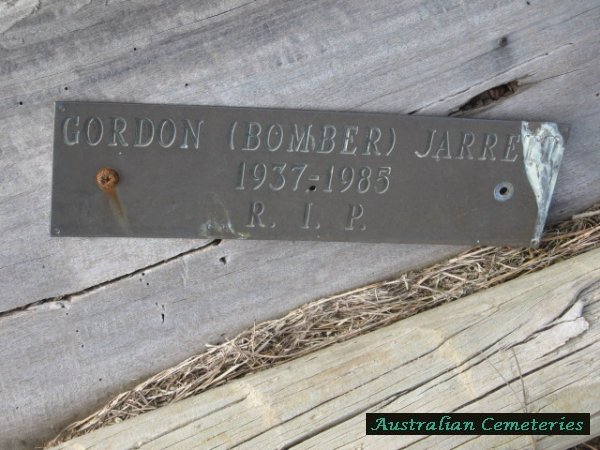 GORDON (BOMBER) JARRE
1937-1985
R. I. P.
Australian Cemeteries